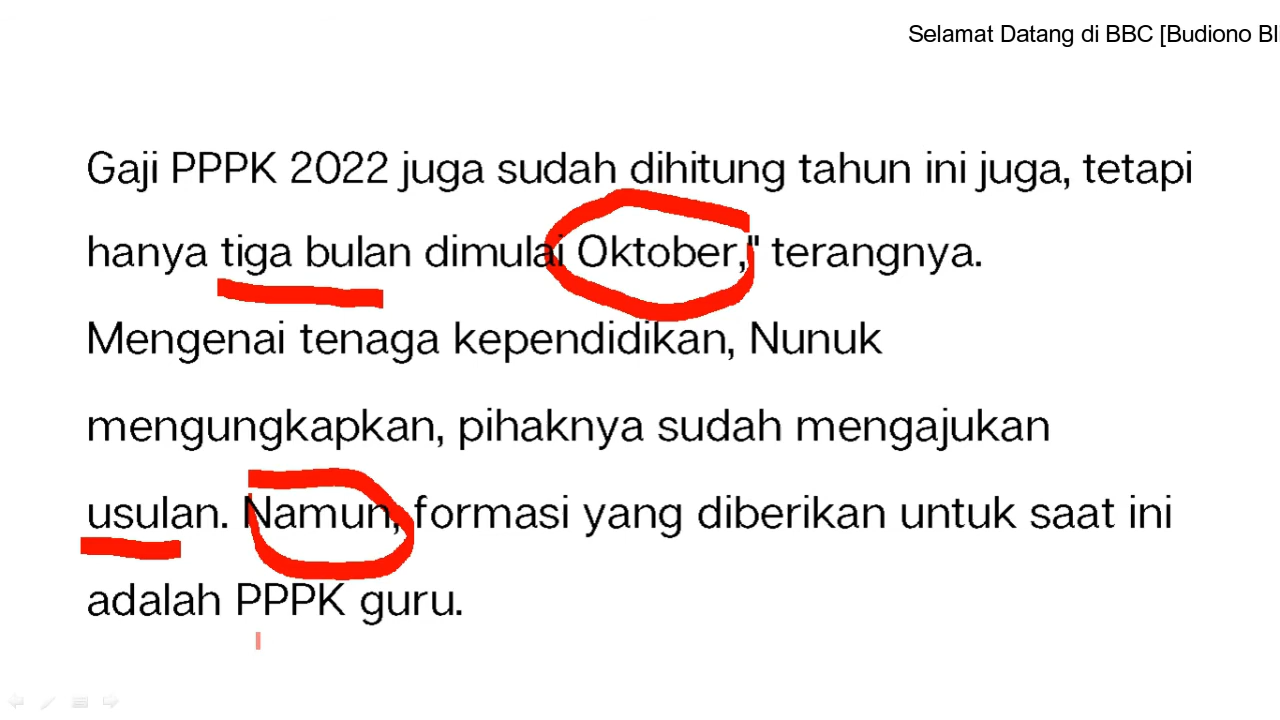 Selamat Datang di BBC [Budiono
Gaji PPPK 2022 juga sudah dihitung tahun ini juga, tetapi
hanya tiga bulan dimulai Oktober," terangnya.
Mengenai tenaga kependidikan, Nunuk
mengungkapkan, pihaknya sudah mengajukan
usulan. Namun, formasi yang diberikan untuk saat ini
adalah PPPK guru.